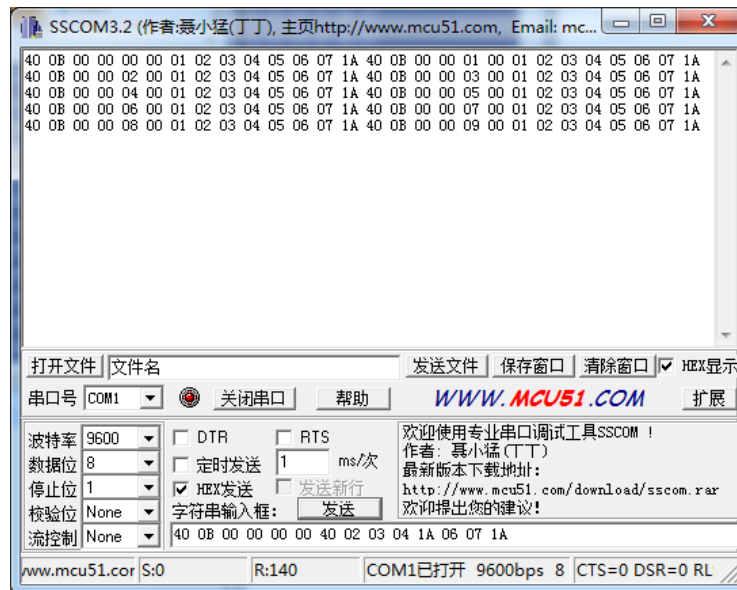 SSCOM3.2 (作者:聂小猛(丁丁), 主页http://www.mcu51.com, Email: mc...
40 0B 00 00 00 00 01 02 03 04 05 06 07 1A 40 0B 00 00 01 00 01 02 03 04 05 06 07 1A
40 0B 00 00 02 00 01 02 03 04 05 06 07 1A 40 0B 00 00 03 00 01 02 03 04 05 06 07 1A
40 0B 00 00 04 00 01 02 03 04 05 06 07 1A 40 0B 00 00 05 00 01 02 03 04 05 06 07 1A
40 0B 00 00 06 00 01 02 03 04 05 06 07 1A 40 0B 00 00 07 00 01 02 03 04 05 06 07 1A
40 0B 00 00 08 00 01 02 03 04 05 06 07 1A 40 0B 00 00 09 00 01 02 03 04 05 06 07 1A
打开文件 文件名 发送文件 保存窗口 清除窗口 HEX显示
串口号 COM1 关闭串口 帮助 WWW.MCU51.COM 扩展
波特率 9600 DTR RTS
数据位 8 定时发送 1 ms/次
停止位 1 HEX发送 发送新行
校验位 None 字符串输入框: 发送
流控制 None 40 0B 00 00 00 00 40 02 03 04 1A 06 07 1A
欢迎使用专业串口调试工具SSCOM !
作者: 聂小猛(丁丁)
最新版本下载地址:
http://www.mcu51.com/download/sscom.rar
欢迎提出您的建议!
www.mcu51.cor S:0 R:140 COM1已打开 9600bps 8 CTS=0 DSR=0 RL